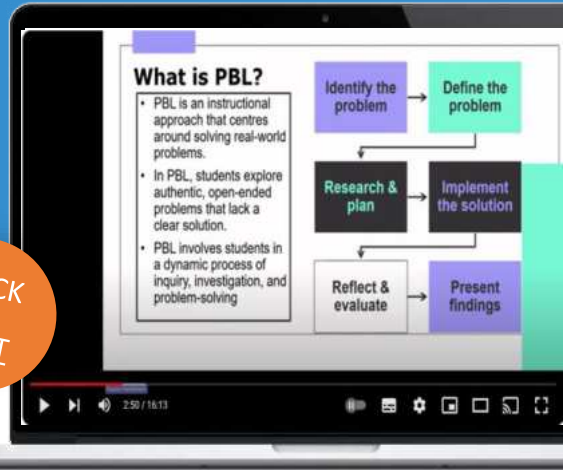 What is PBL?
• PBL is an instructional
approach that centres
around solving real-world
problems.
• In PBL, students explore
authentic, open-ended
problems that lack a
clear solution.
• PBL involves students in
a dynamic process of
inquiry, investigation, and
problem-solving
Identify the
problem
Define the
problem
Research &
plan
Implement
the solution
Reflect &
evaluate
Present
findings
2:50 / 16:13